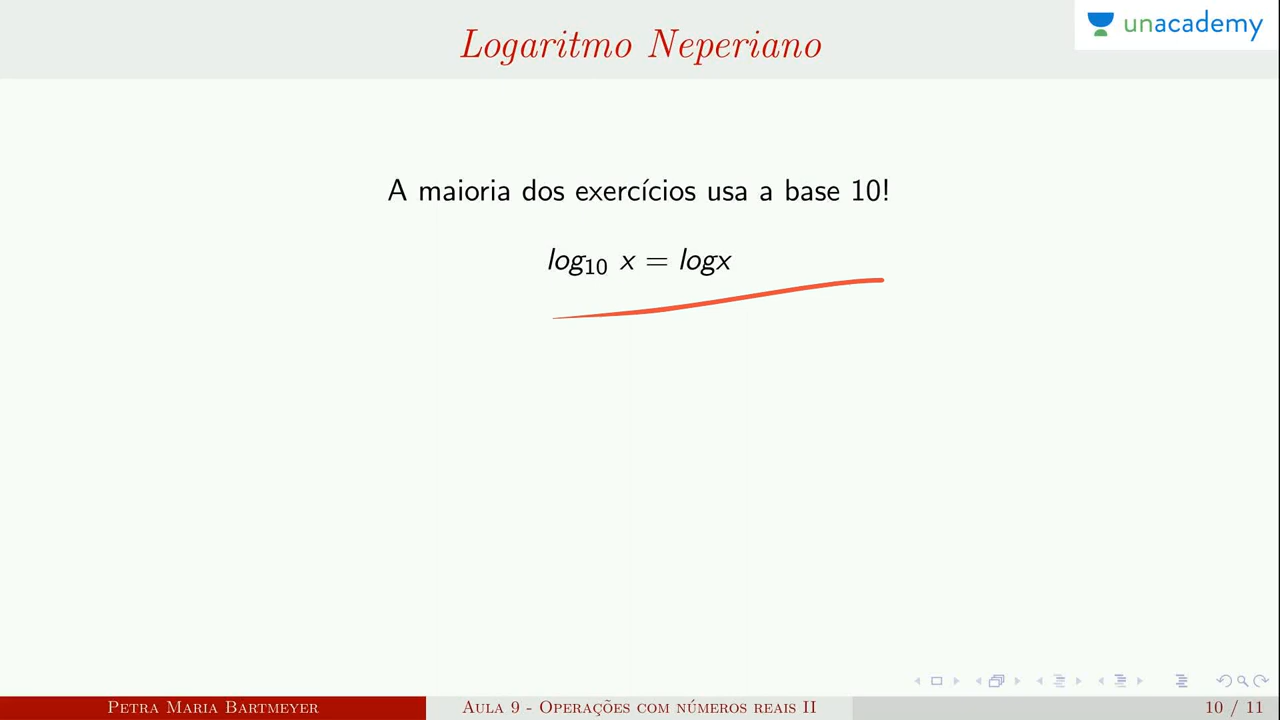 Logaritmo Neperiano
unacademy
A maioria dos exercícios usa a base 10!
log₁₀ x = logx
Petra Maria Bartmeyer
Aula 9 - Operações com números reais II
10 / 11